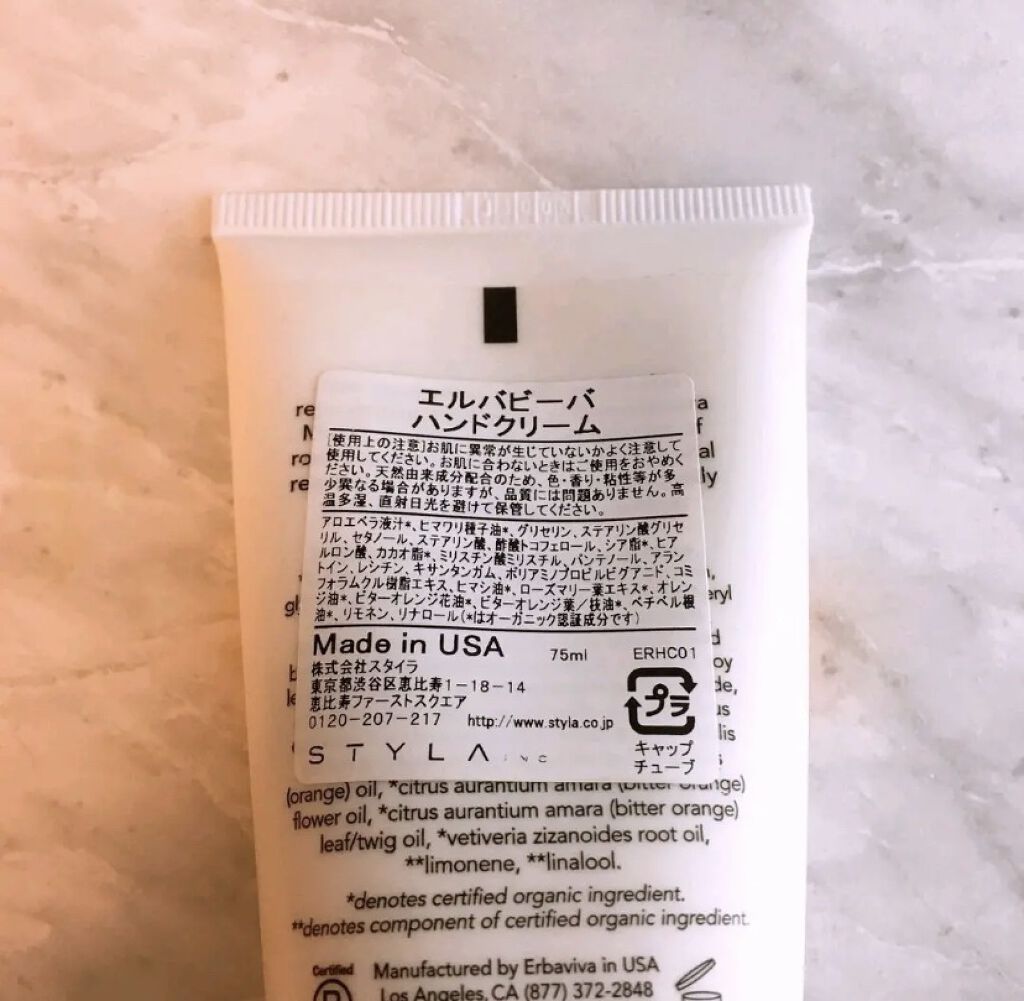 エルバビーバ
ハンドクリーム
[使用上の注意]お肌に異常が生じていないかよく注意して
使用してください。お肌に合わないときはご使用をおやめく
ださい。天然由来成分配合のため、色・香り・粘性等が多
少異なる場合がありますが、品質には問題ありません。高
温多湿、直射日光を避けて保管してください。
アロエベラ液汁*、ヒマワリ種子油*、グリセリン、ステアリン酸グリセ
リル、セタノール、ステアリン酸、酢酸トコフェロール、シア脂*、ヒア
ルロン酸、カカオ脂*、ミリスチン酸ミリスチル、パンテノール、アラン
トイン、レシチン、キサンタンガム、ポリアミノプロピルビグアニド、コミ
フォラムクル樹脂エキス、ヒマシ油*、ローズマリー葉エキス*、オレン
ジ油*、ビターオレンジ花油*、ビターオレンジ葉/枝油*、ベチベル根
油*、リモネン、リナロール(*はオーガニック認証成分です)
Made in USA 75ml ERHC01
株式会社スタイラ
東京都渋谷区恵比寿1-18-14
恵比寿ファーストスクエア
0120-207-217 http://www.styla.co.jp
プラ
キャップ
チューブ
STYLA INC
(orange) oil, *citrus aurantium amara (bitter orange)
flower oil, *citrus aurantium amara (bitter orange)
leaf/twig oil, *vetiveria zizanoides root oil,
**limonene, **linalool.
*denotes certified organic ingredient.
**denotes component of certified organic ingredient.
Certified
Manufactured by Erbaviva in USA
Los Angeles, CA (877) 372-2848